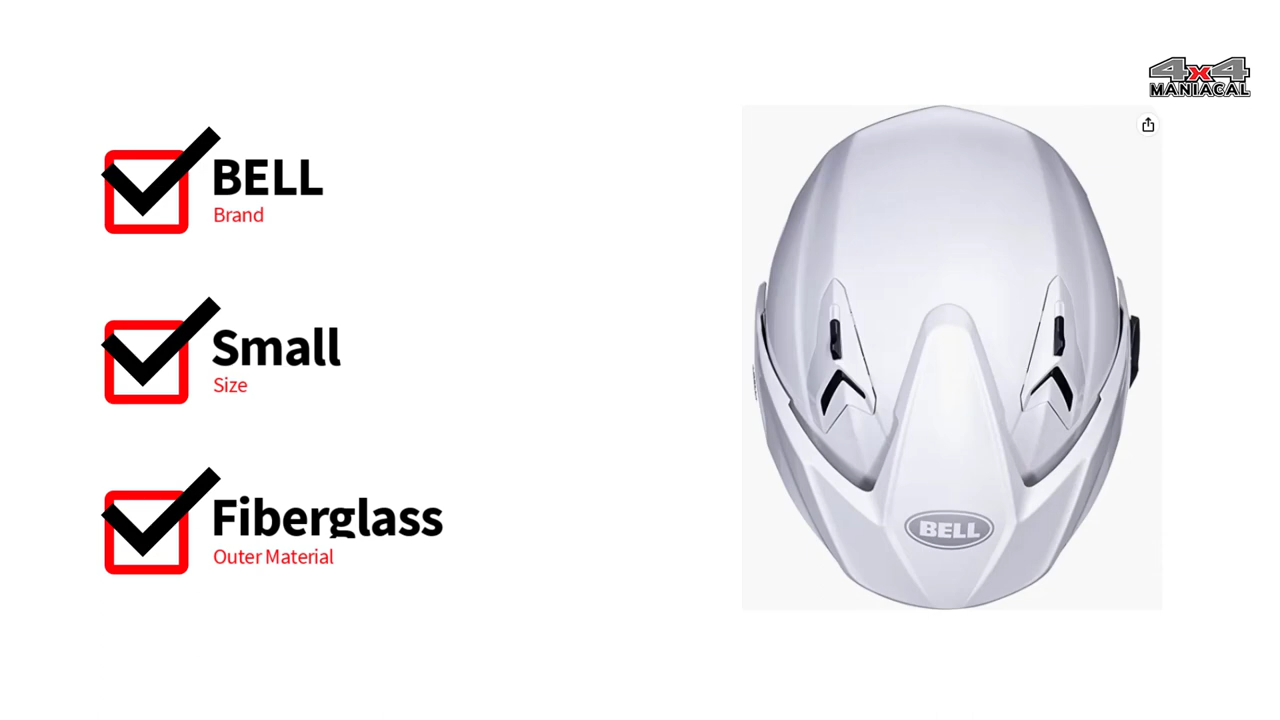 4x4
MANIACAL
BELL
Brand
Small
Size
Fiberglass
Outer Material
BELL